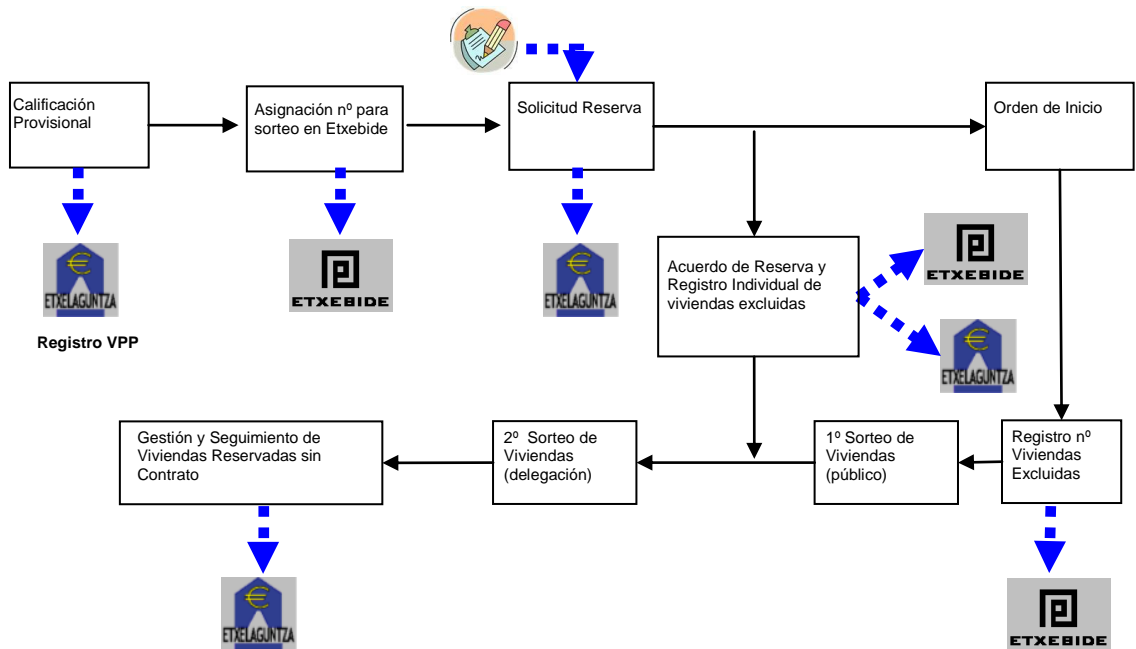 Calificación
Provisional
Asignación nº para
sorteo en Etxebide
Solicitud Reserva
Orden de Inicio
€
ETXELAGUNTZA
Registro VPP
ETXEBIDE
€
ETXELAGUNTZA
Acuerdo de Reserva y
Registro Individual de
viviendas excluidas
ETXEBIDE
€
ETXELAGUNTZA
Gestión y Seguimiento de
Viviendas Reservadas sin
Contrato
2º Sorteo de
Viviendas
(delegación)
1º Sorteo de
Viviendas
(público)
Registro nº
Viviendas
Excluidas
€
ETXELAGUNTZA
ETXEBIDE